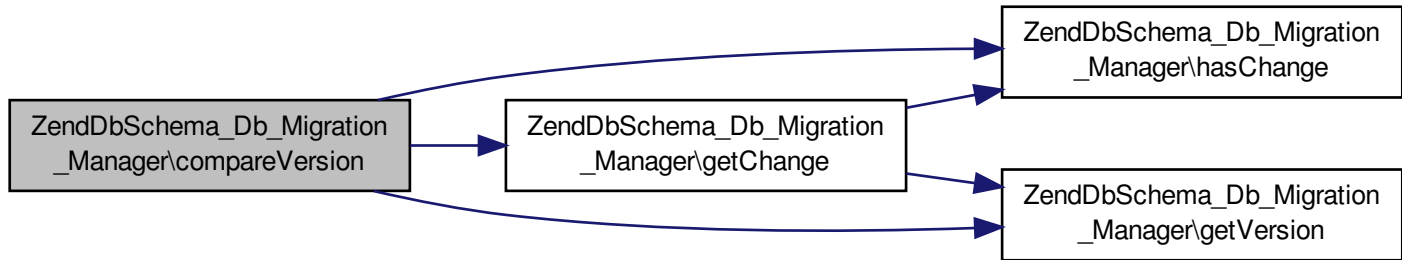 ZendDbSchema_Db_Migration
_Manager\compareVersion
ZendDbSchema_Db_Migration
_Manager\getChange
ZendDbSchema_Db_Migration
_Manager\hasChange
ZendDbSchema_Db_Migration
_Manager\getVersion